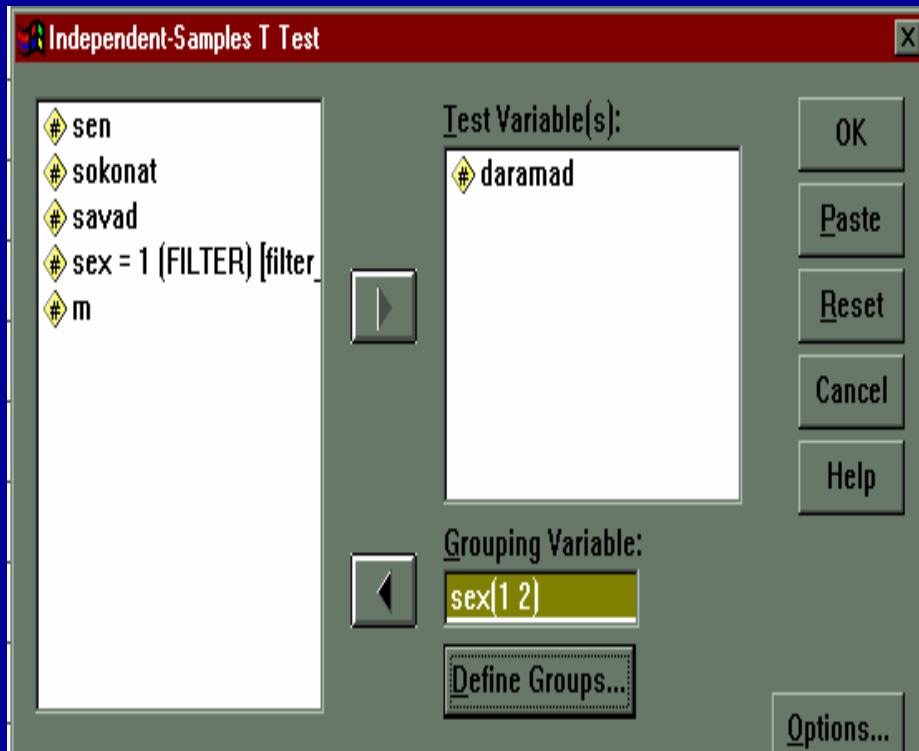 Independent-Samples T Test
X
sen
sokonat
savad
sex = 1 (FILTER) [filter_
m
Test Variable(s):
daramad
OK
Paste
Reset
Cancel
Help
Grouping Variable:
sex(1 2)
Define Groups...
Options...